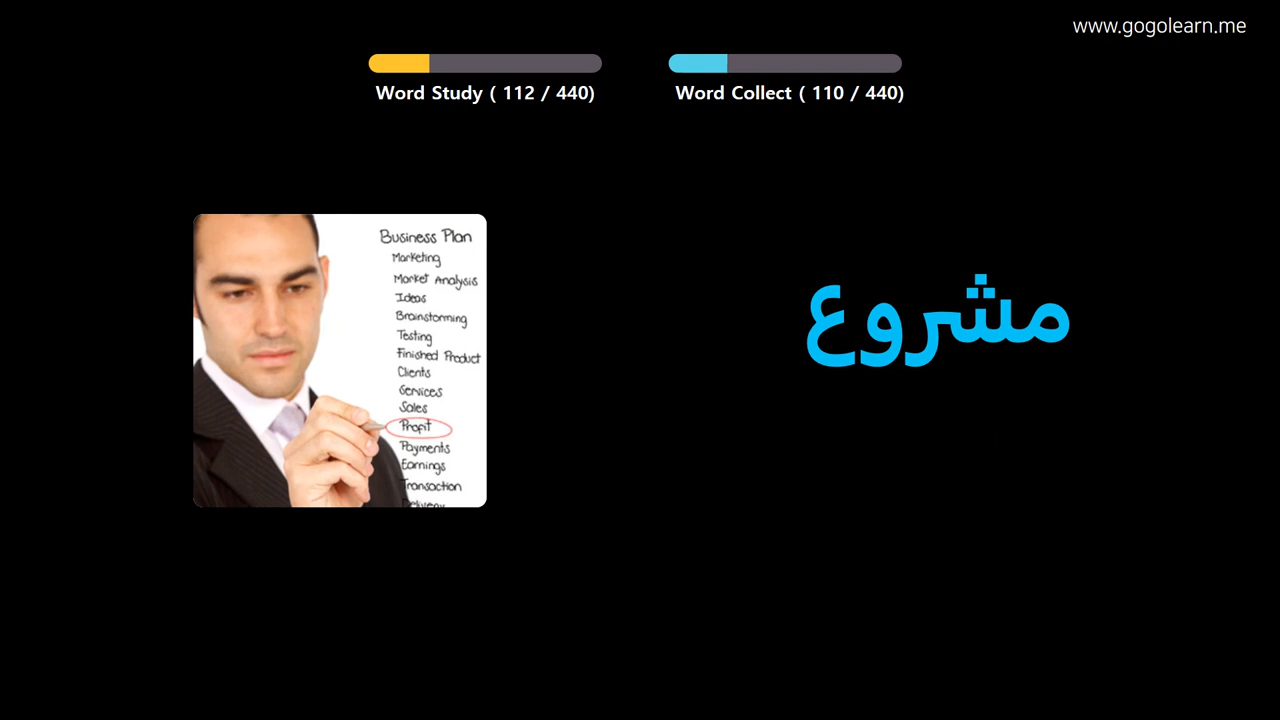 www.gogolearn.me
Word Study ( 112 / 440)
Word Collect ( 110 / 440)
Business Plan
Marketing
Market Analysis
Ideas
Brainstorming
Testing
Finished Product
Clients
Services
Sales
Profit
Payments
Earnings
Transaction
Delivery
مشروع